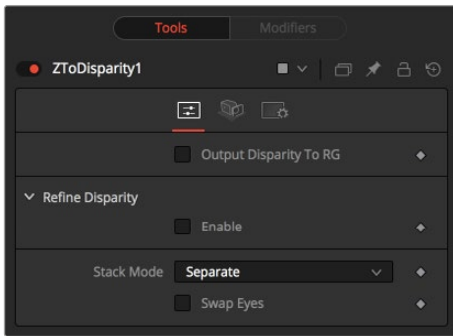 Tools Modifiers
ZToDisparity1
Output Disparity To RG
Refine Disparity
Enable
Stack Mode Separate
Swap Eyes